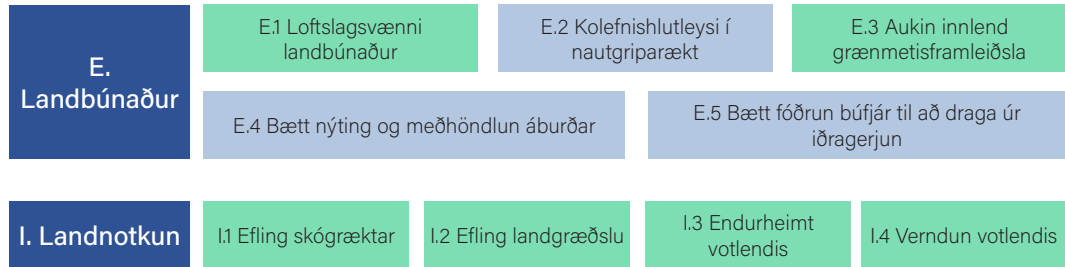 E.
Landbúnaður
E.1 Loftslagsvænni
landbúnaður
E.2 Kolefnishlutleysi í
nautgriparækt
E.3 Aukin innlend
grænmetisframleiðsla
E.4 Bætt nýting og meðhöndlun áburðar
E.5 Bætt fóðrun búfjár til að draga úr
iðragerjun
I. Landnotkun
I.1 Efling skógræktar
I.2 Efling landgræðslu
I.3 Endurheimt
votlendis
I.4 Verndun votlendis